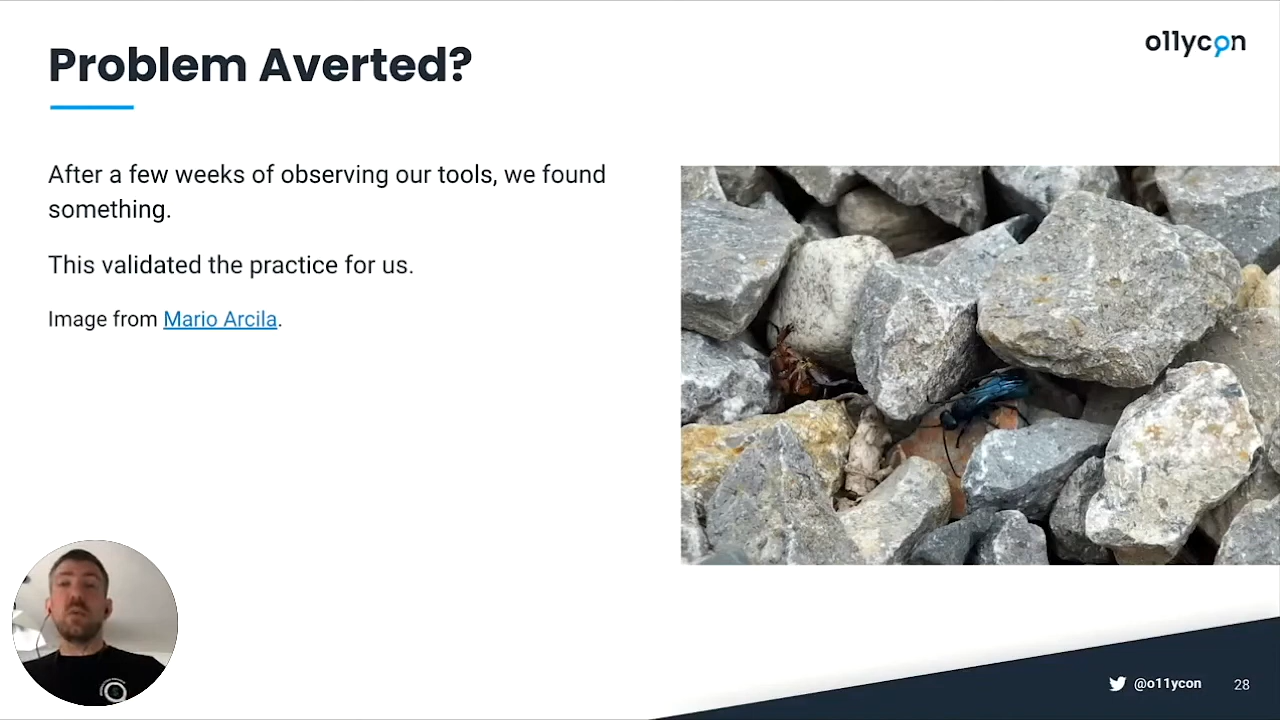 Problem Averted?
o11ycon
After a few weeks of observing our tools, we found
something.
This validated the practice for us.
Image from Mario Arcila.
@o11ycon
28